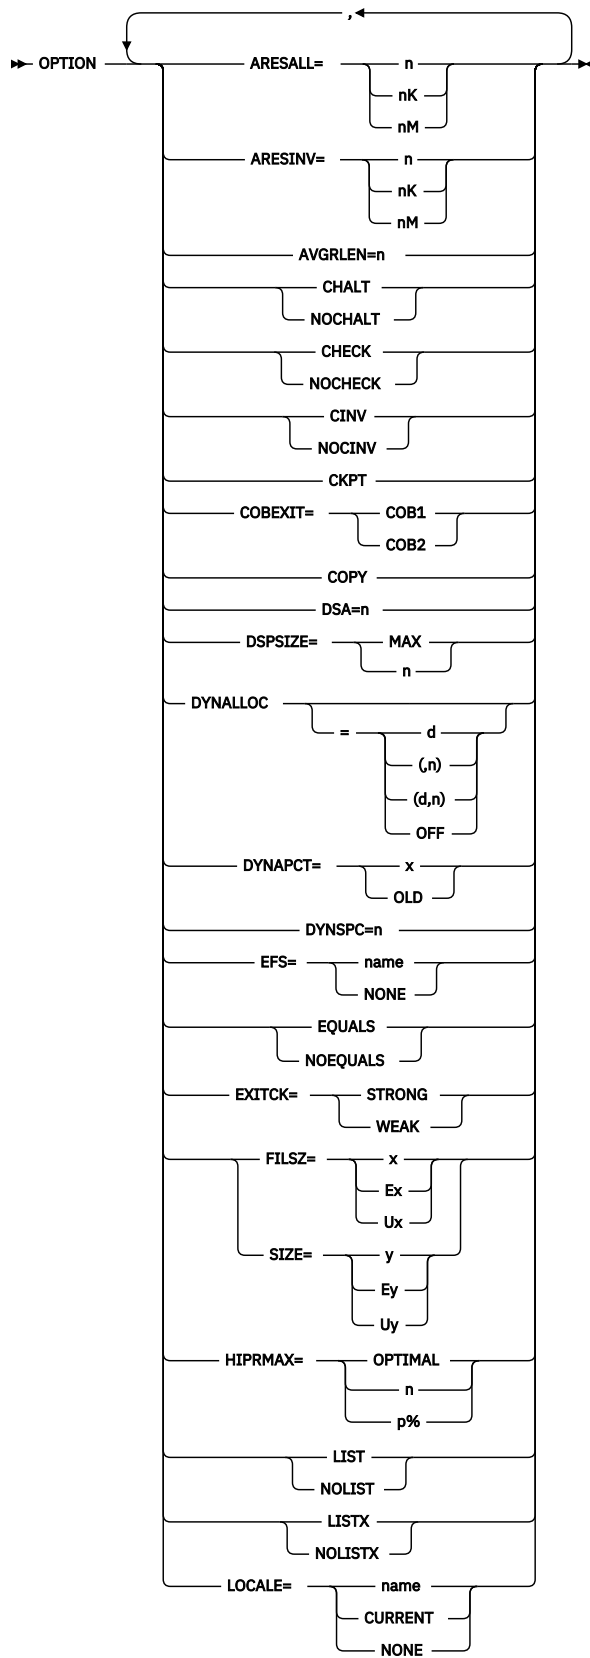 ,
OPTION ARESALL= n
nK
nM
ARESINV= n
nK
nM
AVGRLEN=n
CHALT
NOCHALT
CHECK
NOCHECK
CINV
NOCINV
CKPT
COBEXIT= COB1
COB2
COPY
DSA=n
DSPSIZE= MAX
n
DYNALLOC
= d
(,n)
(d,n)
OFF
DYNAPCT= x
OLD
DYNSPC=n
EFS= name
NONE
EQUALS
NOEQUALS
EXITCK= STRONG
WEAK
FILSZ= x
Ex
Ux
SIZE= y
Ey
Uy
HIPRMAX= OPTIMAL
n
p%
LIST
NOLIST
LISTX
NOLISTX
LOCALE= name
CURRENT
NONE